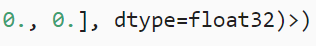 0., 0.], dtype=float32)>)